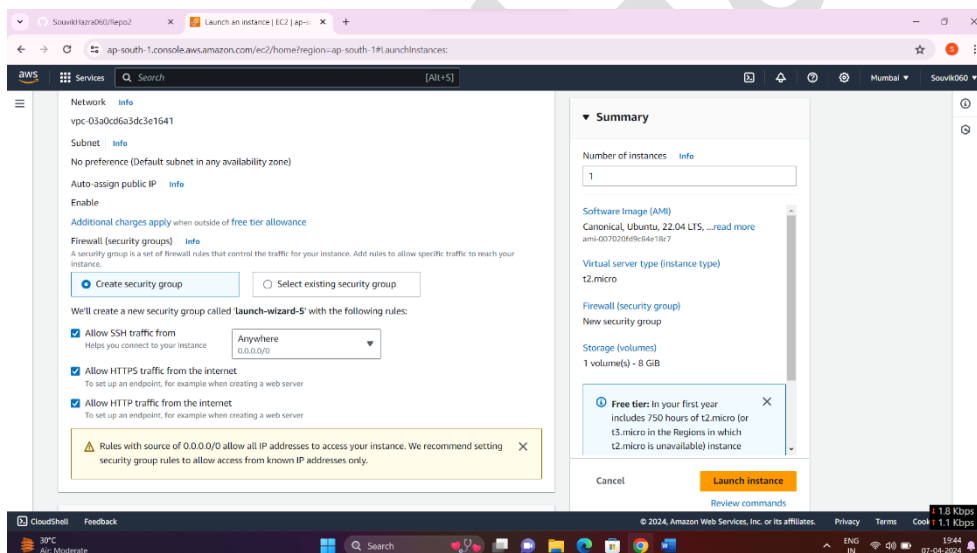 SouvikHazra060/Repo2
Launch an instance | EC2 | ap-s
ap-south-1.console.aws.amazon.com/ec2/home?region=ap-south-1#LaunchInstances:
S
aws
Services
Search
[Alt+S]
Mumbai
Souvik060
Network Info
vpc-03a0cd6a3dc3e1641
Subnet Info
No preference (Default subnet in any availability zone)
Auto-assign public IP Info
Enable
Additional charges apply when outside of free tier allowance
Firewall (security groups) Info
A security group is a set of firewall rules that control the traffic for your instance. Add rules to allow specific traffic to reach your
instance.
Create security group
Select existing security group
We'll create a new security group called 'launch-wizard-5' with the following rules:
Allow SSH traffic from
Helps you connect to your instance
Anywhere
0.0.0.0/0
Allow HTTPS traffic from the internet
To set up an endpoint, for example when creating a web server
Allow HTTP traffic from the internet
To set up an endpoint, for example when creating a web server
Rules with source of 0.0.0.0/0 allow all IP addresses to access your instance. We recommend setting
security group rules to allow access from known IP addresses only.
Summary
Number of instances Info
1
Software Image (AMI)
Canonical, Ubuntu, 22.04 LTS, ...read more
ami-007020fd9c84e18c7
Virtual server type (instance type)
t2.micro
Firewall (security group)
New security group
Storage (volumes)
1 volume(s) - 8 GiB
Free tier: In your first year
includes 750 hours of t2.micro (or
t3.micro in the Regions in which
t2.micro is unavailable) instance
Cancel
Launch instance
Review commands
CloudShell
Feedback
© 2024, Amazon Web Services, Inc. or its affiliates.
Privacy
Terms
Cook
1.8 Kbps
1.1 Kbps
30°C
Air: Moderate
Search
ENG
IN
19:44
07-04-2024